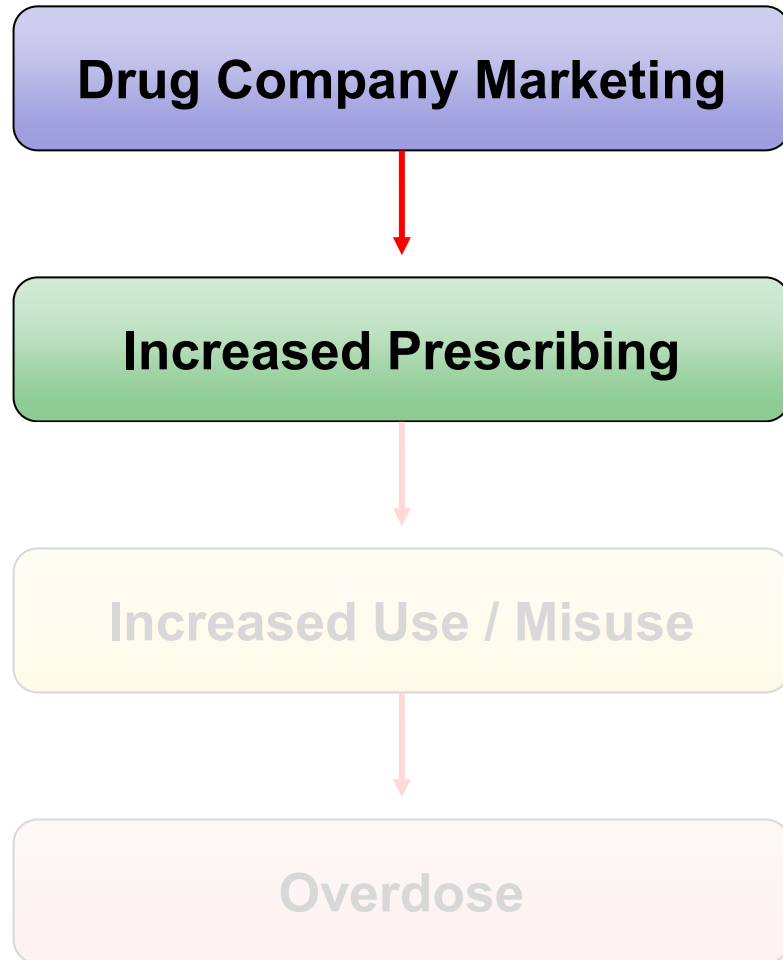 Drug Company Marketing
Increased Prescribing
Increased Use / Misuse
Overdose